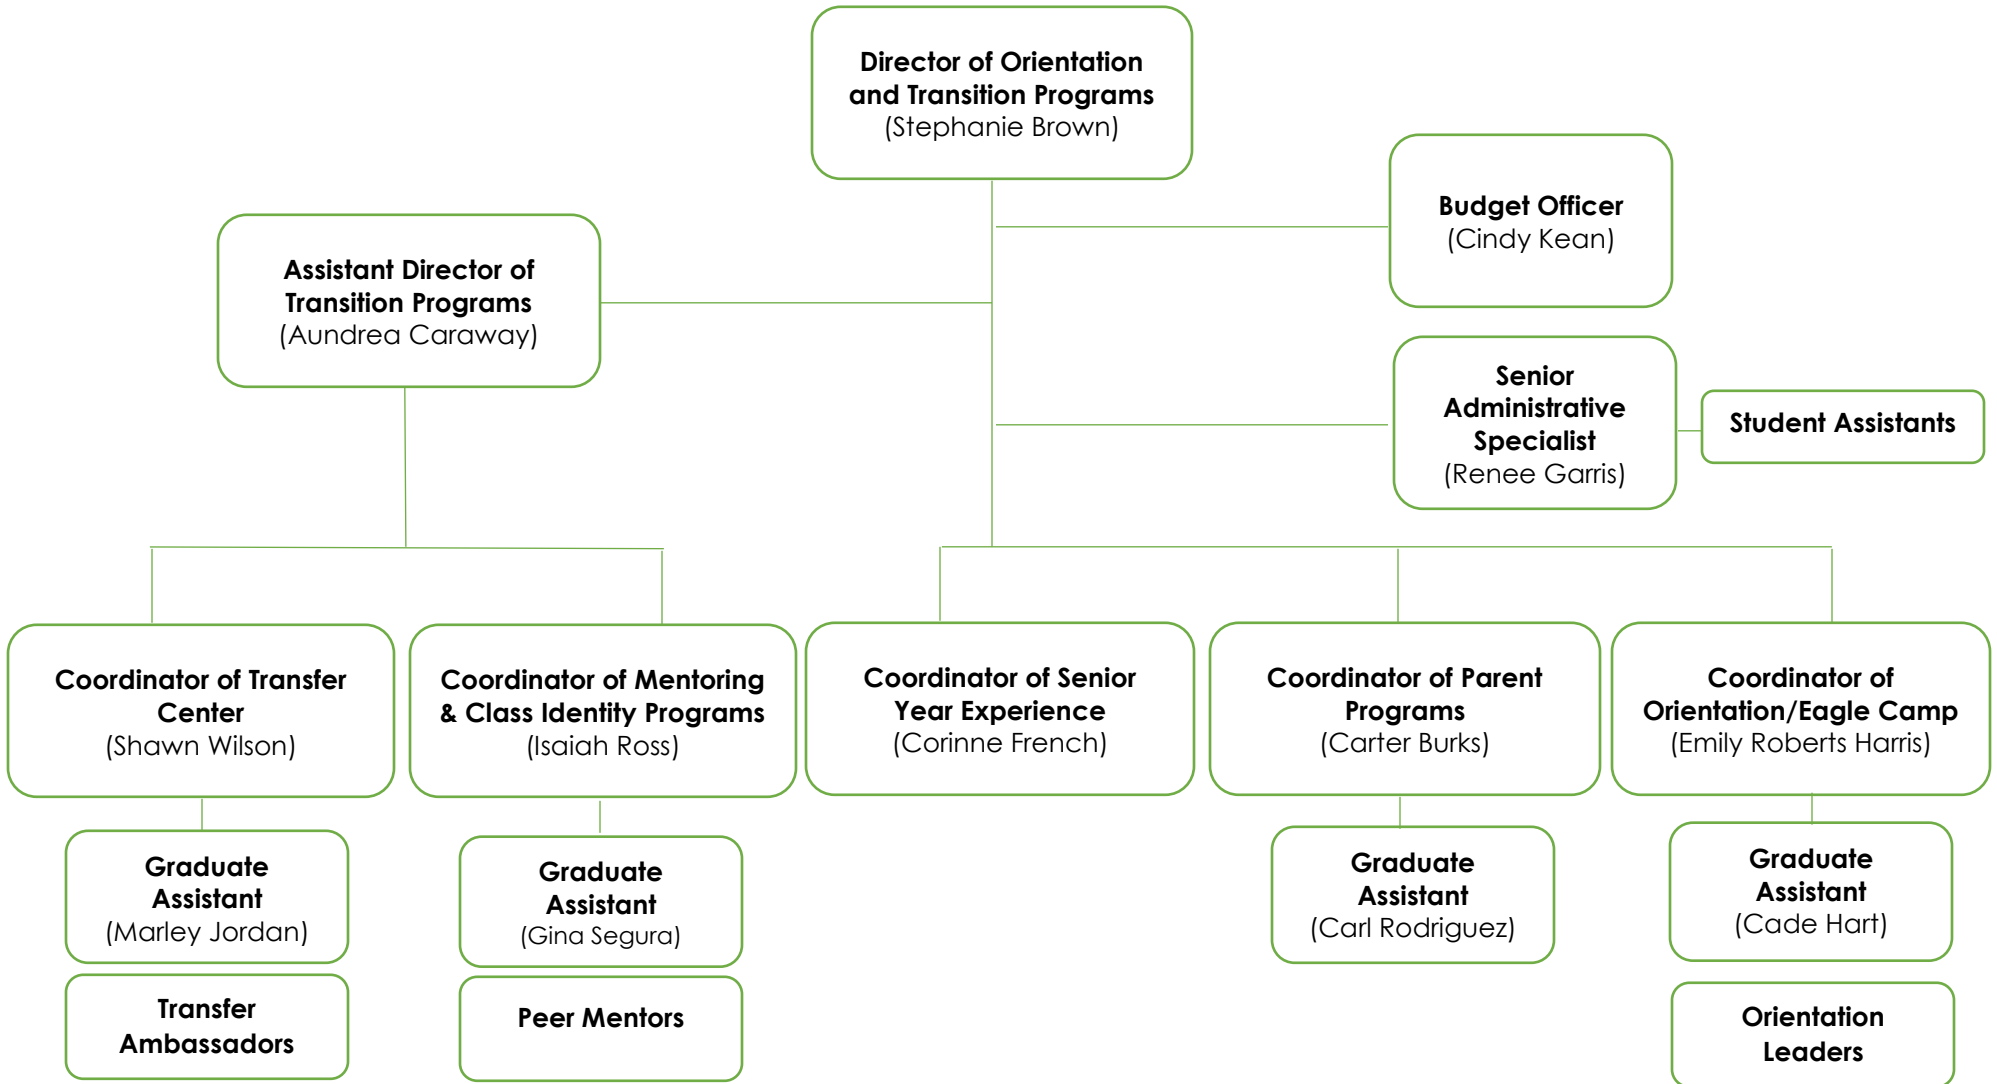 Director of Orientation
and Transition Programs
(Stephanie Brown)
Budget Officer
(Cindy Kean)
Assistant Director of
Transition Programs
(Aundrea Caraway)
Senior
Administrative
Specialist
(Renee Garris)
Student Assistants
Coordinator of Transfer
Center
(Shawn Wilson)
Coordinator of Mentoring
& Class Identity Programs
(Isaiah Ross)
Coordinator of Senior
Year Experience
(Corinne French)
Coordinator of Parent
Programs
(Carter Burks)
Coordinator of
Orientation/Eagle Camp
(Emily Roberts Harris)
Graduate
Assistant
(Marley Jordan)
Graduate
Assistant
(Gina Segura)
Graduate
Assistant
(Carl Rodriguez)
Graduate
Assistant
(Cade Hart)
Transfer
Ambassadors
Peer Mentors
Orientation
Leaders